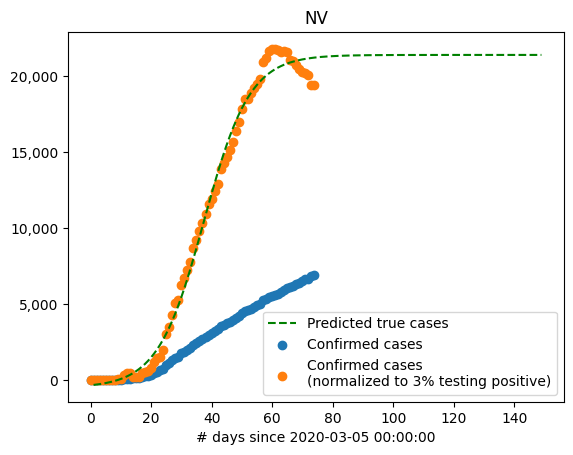 NV
20,000
15,000
10,000
5,000
0
Predicted true cases
Confirmed cases
Confirmed cases
(normalized to 3% testing positive)
0 20 40 60 80 100 120 140
# days since 2020-03-05 00:00:00